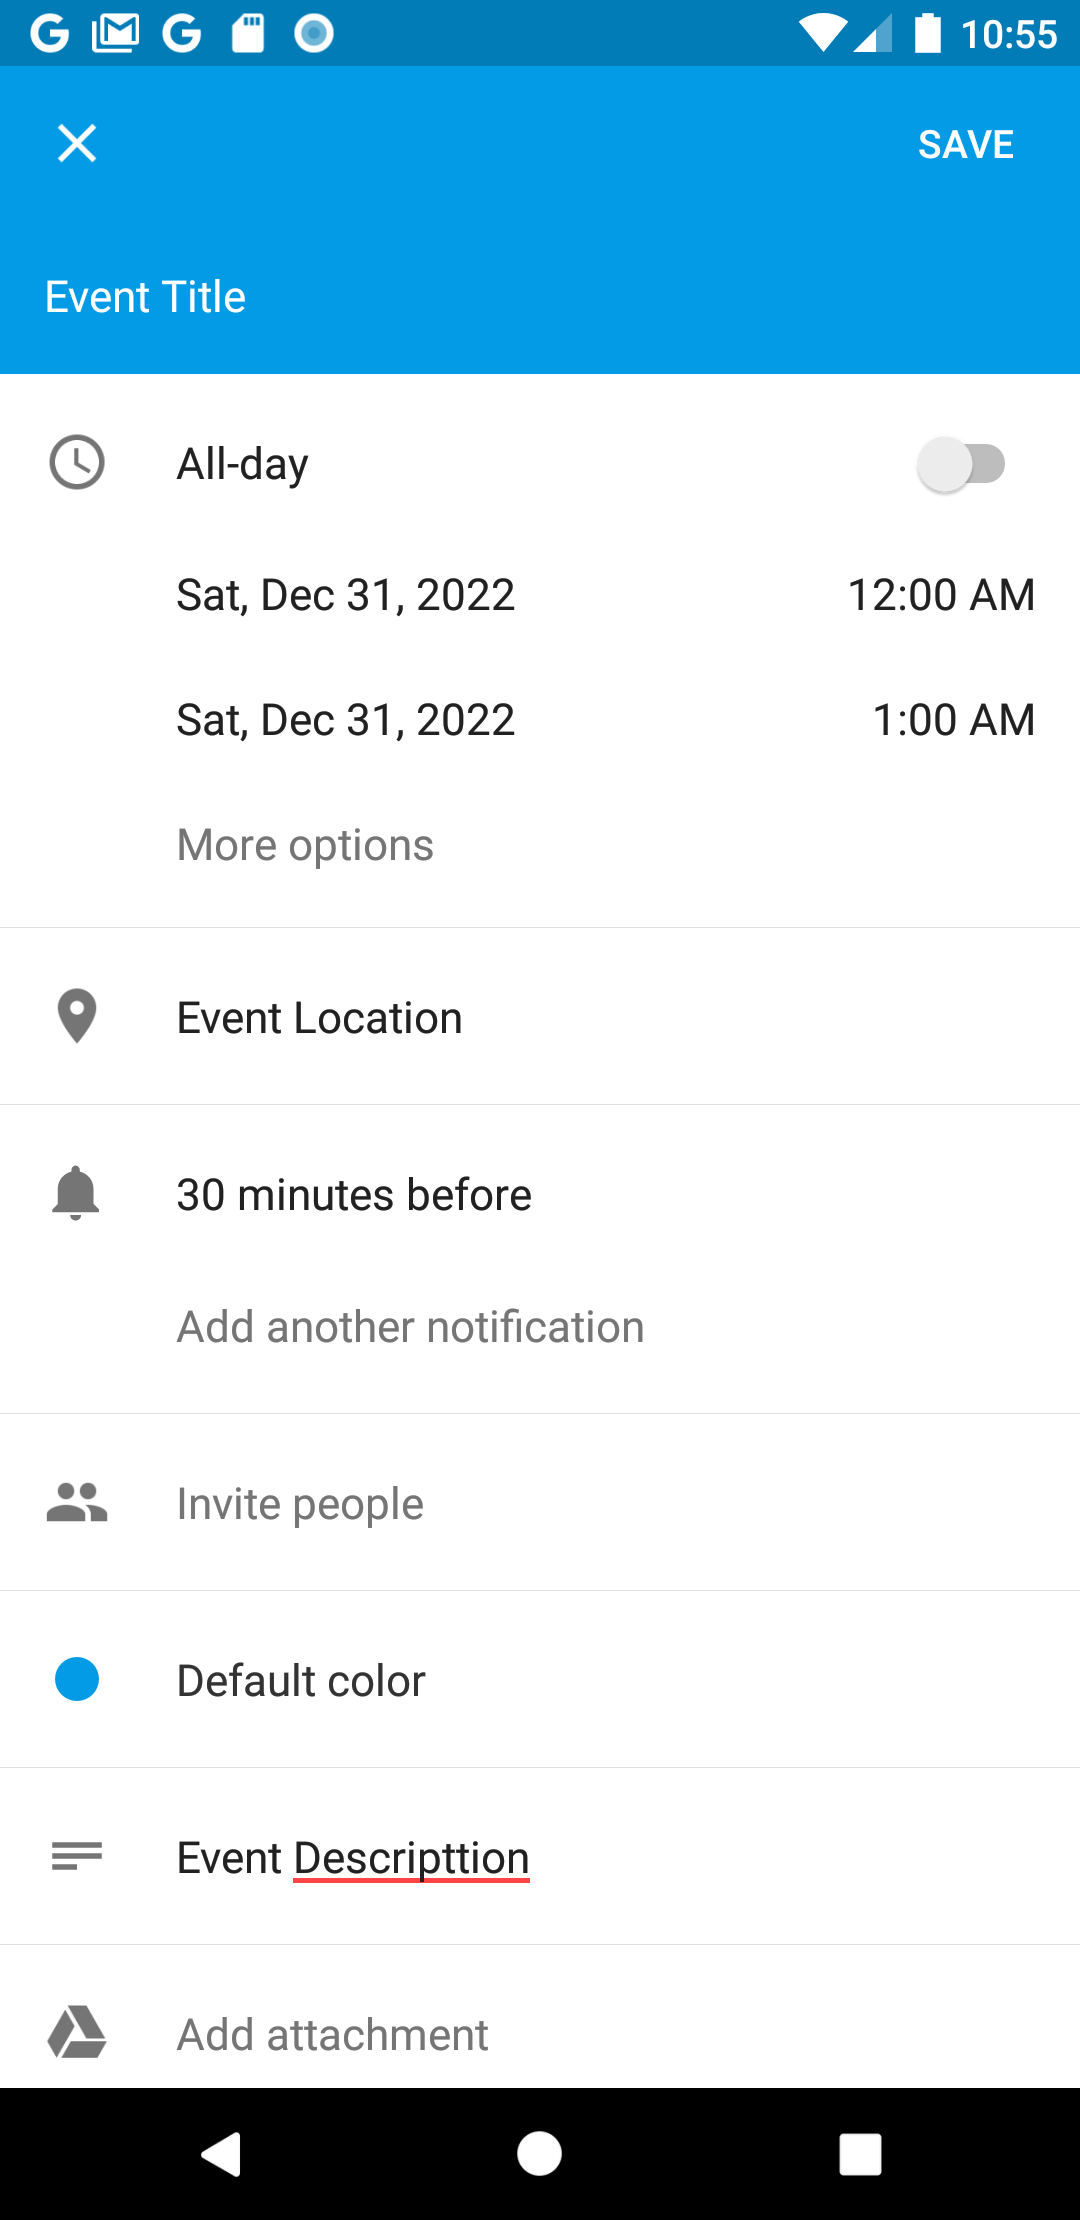 10:55
SAVE
Event Title
All-day
Sat, Dec 31, 2022 12:00 AM
Sat, Dec 31, 2022 1:00 AM
More options
Event Location
30 minutes before
Add another notification
Invite people
Default color
Event Descripttion
Add attachment